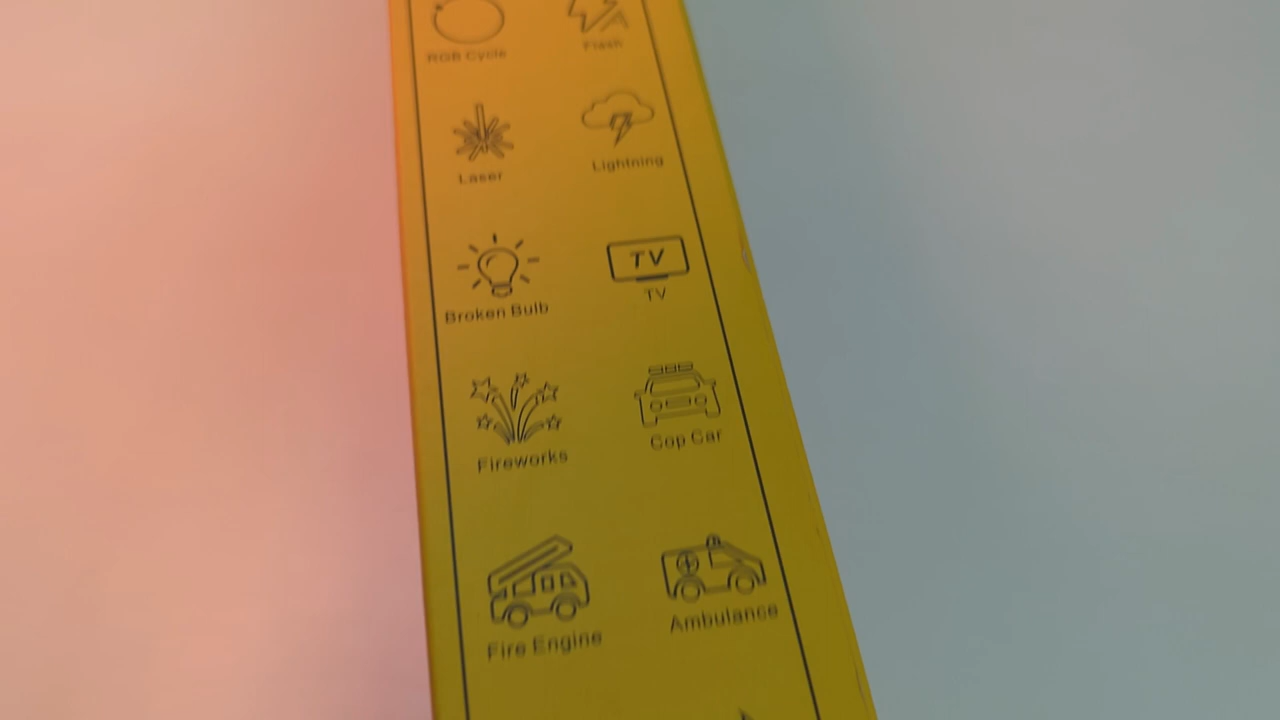 RGB Cycle
Flash
Laser
Lightning
Broken Bulb
TV
TV
Fireworks
Cop Car
Fire Engine
Ambulance